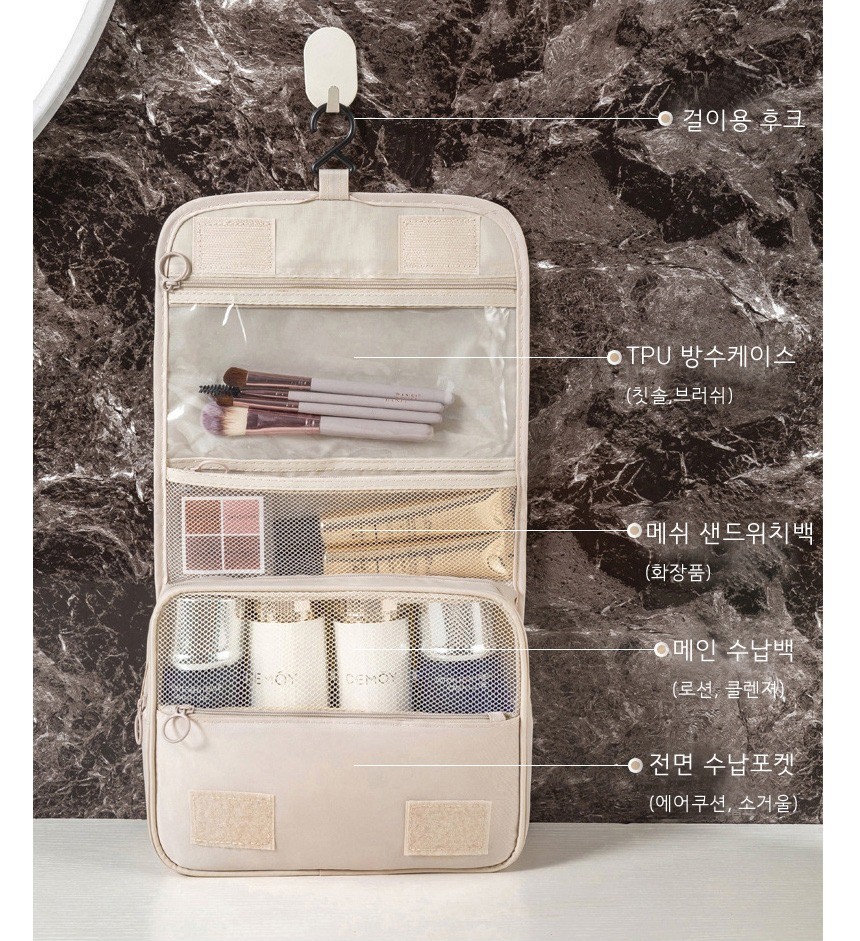 걸이용 후크
TPU 방수케이스
(칫솔,브러쉬)
메쉬 샌드위치백
(화장품)
메인 수납백
(로션, 클렌져)
DEMOY
전면 수납포켓
(에어쿠션, 소거울)